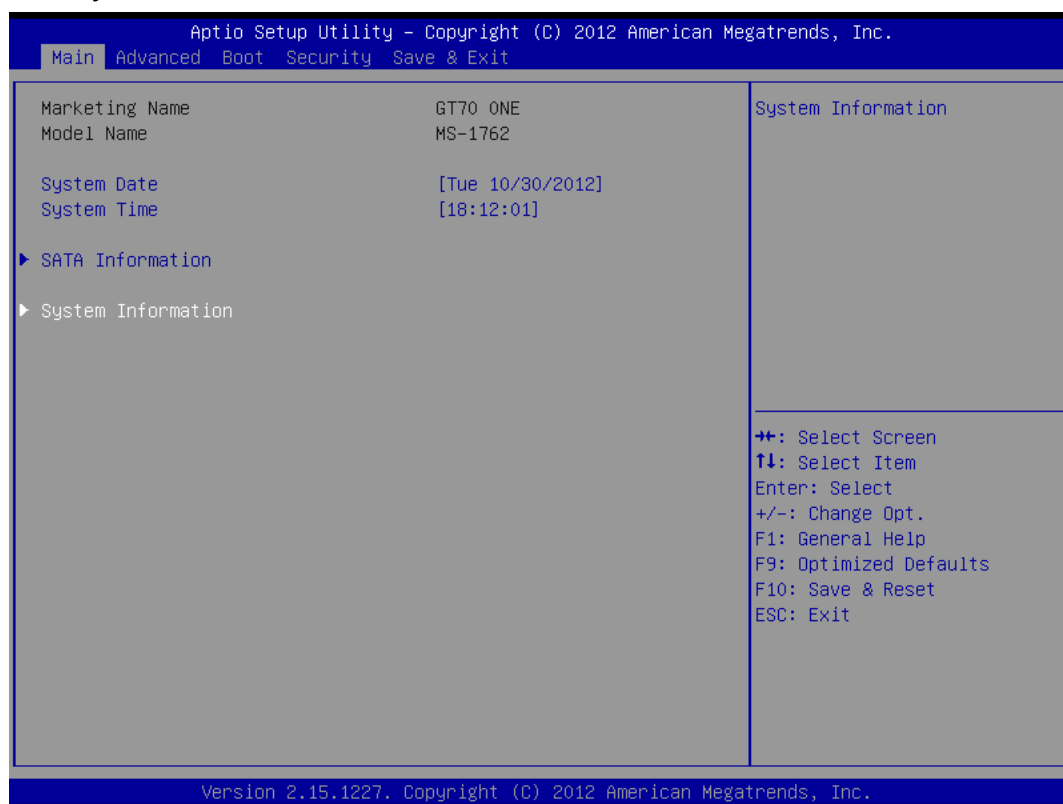 Aptio Setup Utility – Copyright (C) 2012 American Megatrends, Inc.
Main Advanced Boot Security Save & Exit
Marketing Name GT70 ONE
Model Name MS-1762
System Date [Tue 10/30/2012]
System Time [18:12:01]
▶ SATA Information
▶ System Information
System Information
→←: Select Screen
↑↓: Select Item
Enter: Select
+/-: Change Opt.
F1: General Help
F9: Optimized Defaults
F10: Save & Reset
ESC: Exit
Version 2.15.1227. Copyright (C) 2012 American Megatrends, Inc.